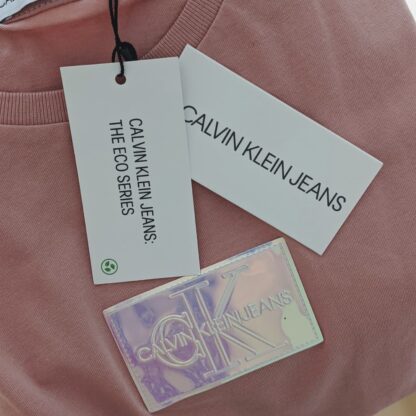 CALVIN KLEIN JEANS:
THE ECO SERIES
CALVIN KLEIN JEANS
CK
CALVIN KLEIN JEANS